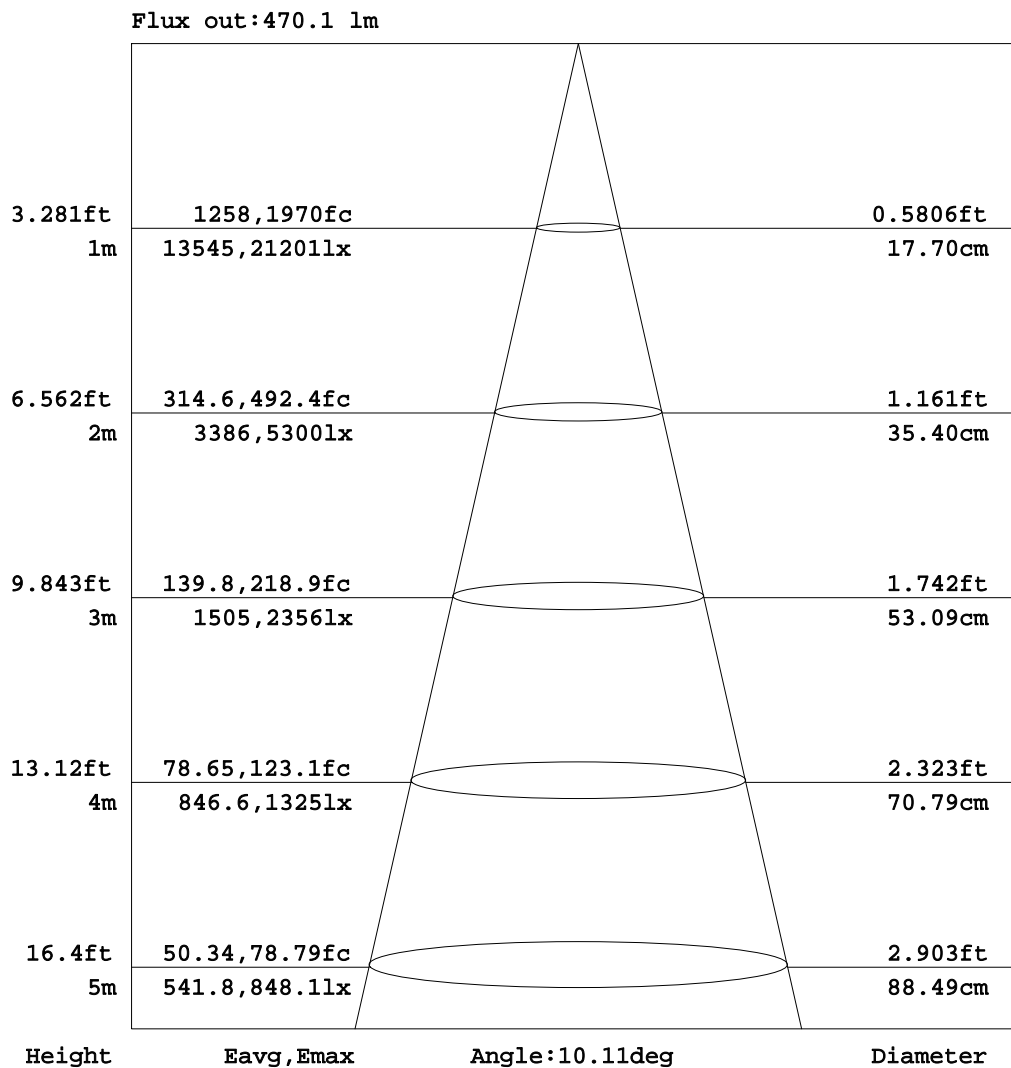 Flux out:470.1 lm
3.281ft 1258,1970fc 0.5806ft
1m 13545,21201lx 17.70cm
6.562ft 314.6,492.4fc 1.161ft
2m 3386,5300lx 35.40cm
9.843ft 139.8,218.9fc 1.742ft
3m 1505,2356lx 53.09cm
13.12ft 78.65,123.1fc 2.323ft
4m 846.6,1325lx 70.79cm
16.4ft 50.34,78.79fc 2.903ft
5m 541.8,848.1lx 88.49cm
Height Eavg,Emax Angle:10.11deg Diameter